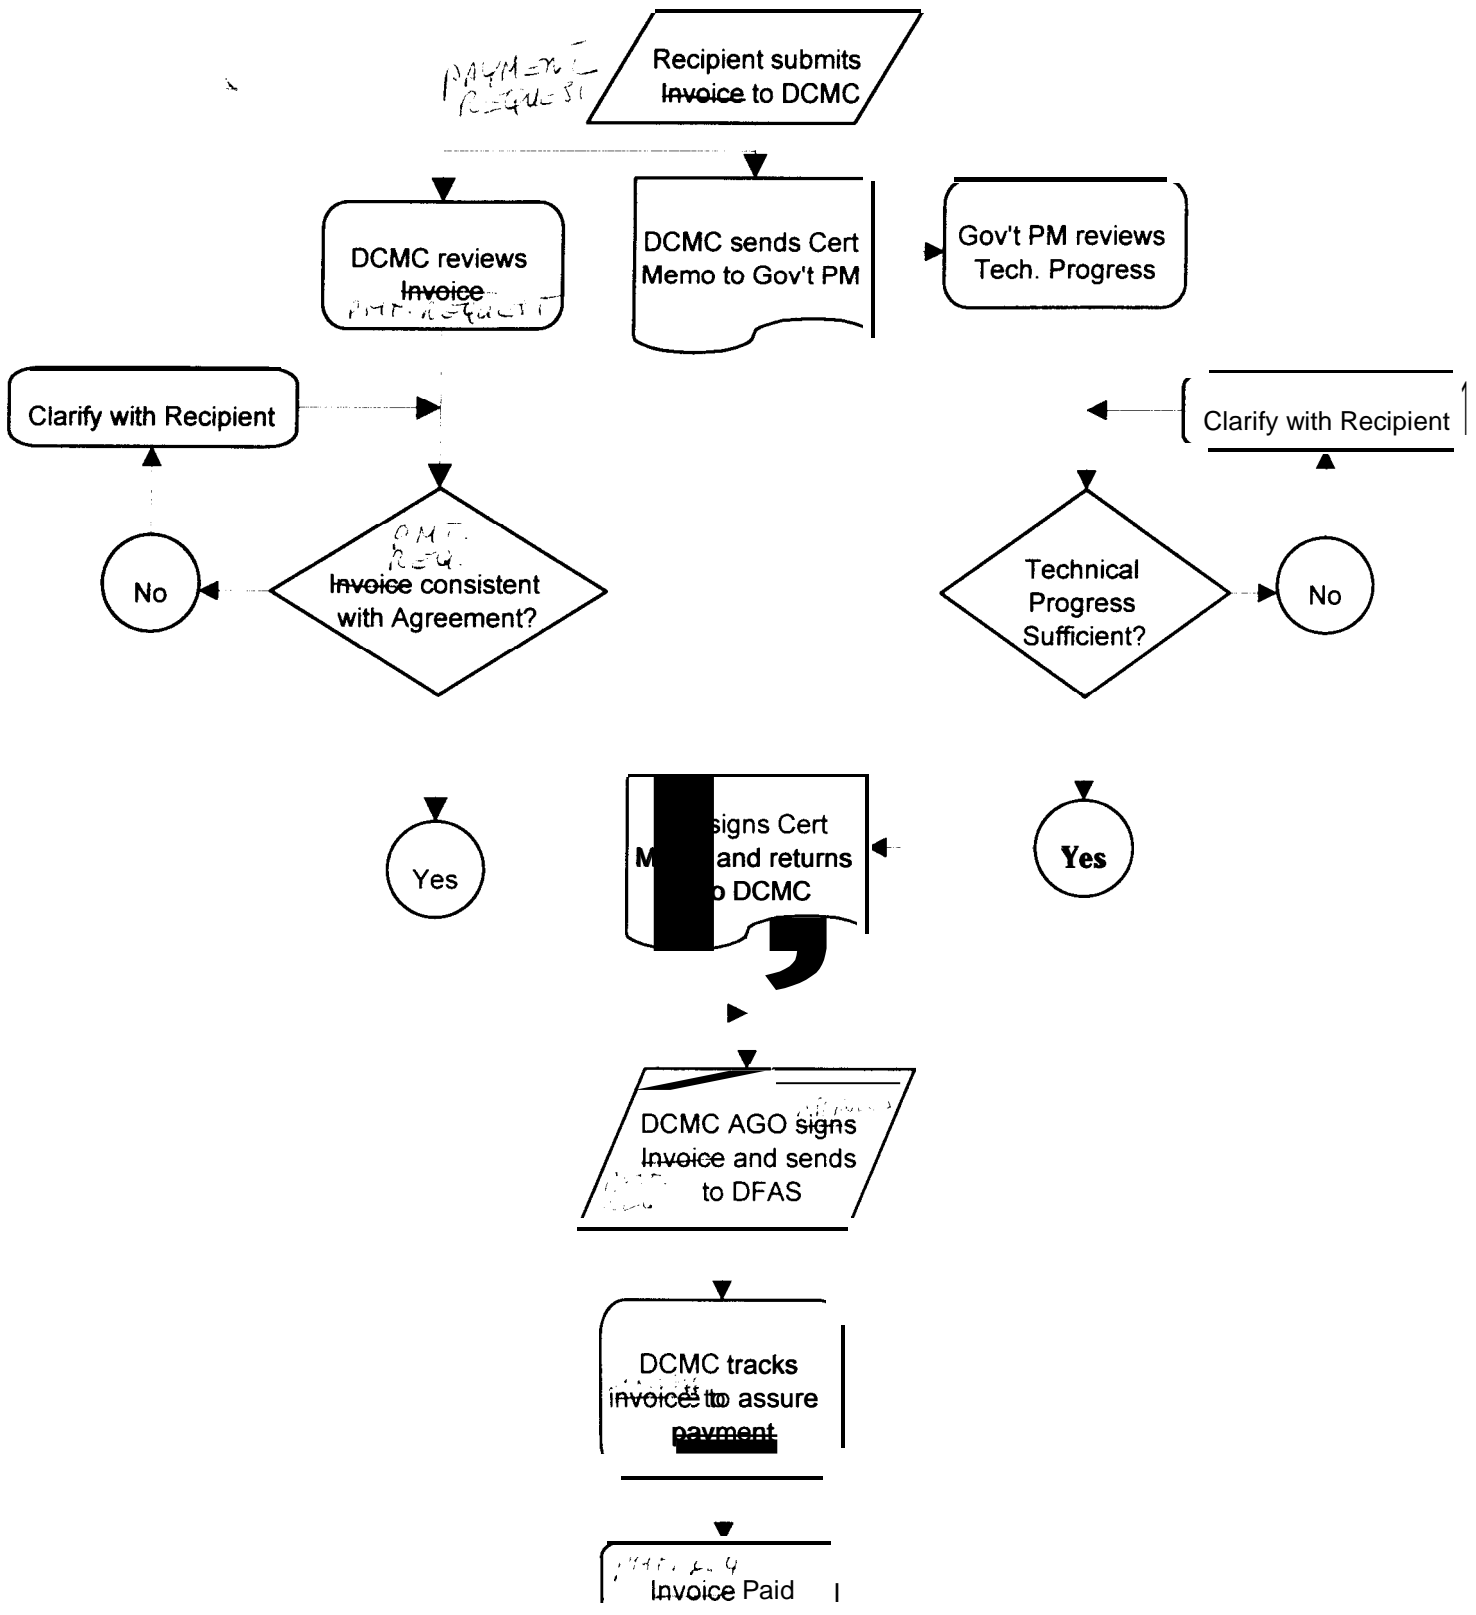 PAYMENT
REQUEST
Recipient submits
Invoice to DCMC
DCMC reviews
Invoice
PMT. REQUEST
DCMC sends Cert
Memo to Gov't PM
Gov't PM reviews
Tech. Progress
Clarify with Recipient
Clarify with Recipient
No
PMT.
REQ.
Invoice consistent
with Agreement?
Technical
Progress
Sufficient?
No
Yes
signs Cert
and returns
DCMC
Yes
DCMC AGO signs
Invoice and sends
to DFAS
DCMC tracks
invoice to assure
payment
Invoice Paid